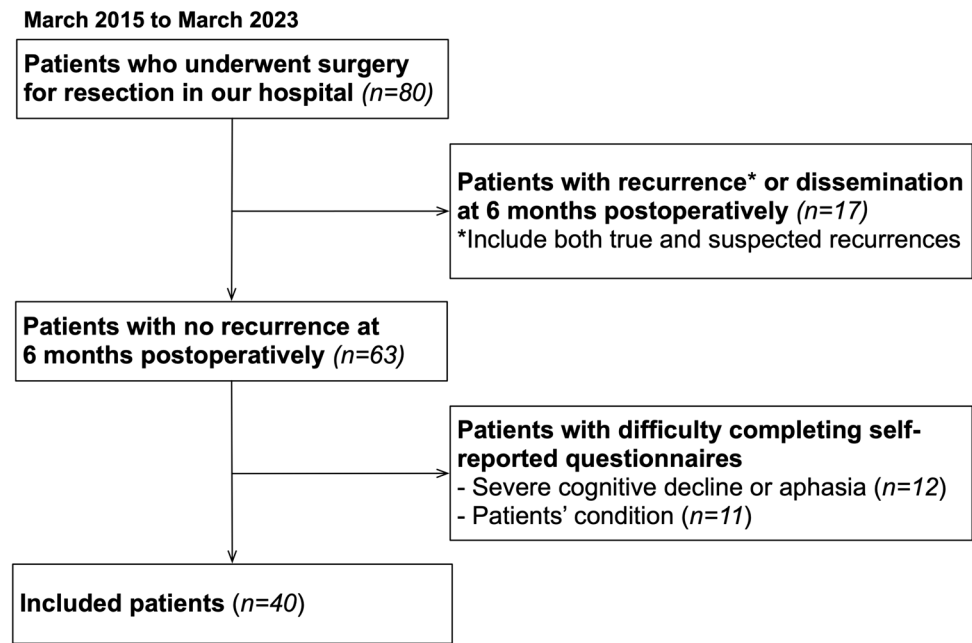 March 2015 to March 2023
Patients who underwent surgery
for resection in our hospital (n=80)
Patients with recurrence* or dissemination
at 6 months postoperatively (n=17)
*Include both true and suspected recurrences
Patients with no recurrence at
6 months postoperatively (n=63)
Patients with difficulty completing self-
reported questionnaires
- Severe cognitive decline or aphasia (n=12)
- Patients’ condition (n=11)
Included patients (n=40)